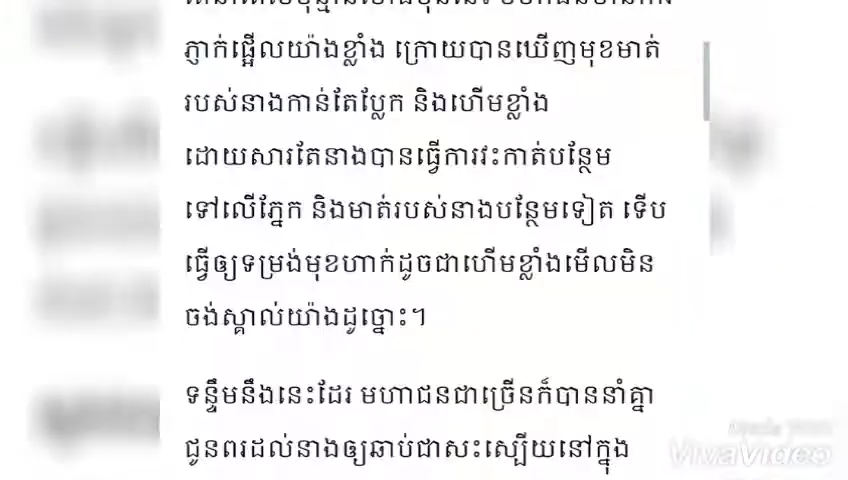 ភ្ញាក់ផ្អើលយ៉ាងខ្លាំង ក្រោយបានឃើញមុខមាត់
របស់នាងកាន់តែប្លែក និងហើមខ្លាំង
ដោយសារតែនាងបានធ្វើការវះកាត់បន្ថែម
ទៅលើភ្នែក និងមាត់របស់នាងបន្ថែមទៀត ទើប
ធ្វើឲ្យទម្រង់មុខហាក់ដូចជាហើមខ្លាំងមើលមិន
ចង់ស្គាល់យ៉ាងដូច្នោះ។
ទន្ទឹមនឹងនេះដែរ មហាជនជាច្រើនក៏បាននាំគ្នា
ជូនពរដល់នាងឲ្យឆាប់ជាសះស្បើយនៅក្នុង
VivaVideo